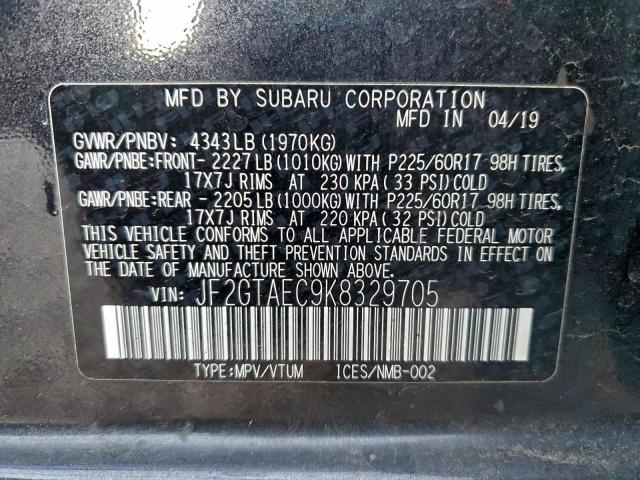 MFD BY SUBARU CORPORATION
MFD IN 04/19
GVWR/PNBV: 4343LB (1970KG)
GAWR/PNBE:FRONT- 2227LB (1010KG)WITH P225/60R17 98H TIRES,
17X7J RIMS AT 230 KPA (33 PSI)COLD
GAWR/PNBE:REAR - 2205LB (1000KG)WITH P225/60R17 98H TIRES,
17X7J RIMS AT 220 KPA (32 PSI)COLD
THIS VEHICLE CONFORMS TO ALL APPLICABLE FEDERAL MOTOR
VEHICLE SAFETY AND THEFT PREVENTION STANDARDS IN EFFECT ON
THE DATE OF MANUFACTURE SHOWN ABOVE.
VIN: JF2GTAEC9K8329705
TYPE:MPV/VTUM ICES/NMB-002